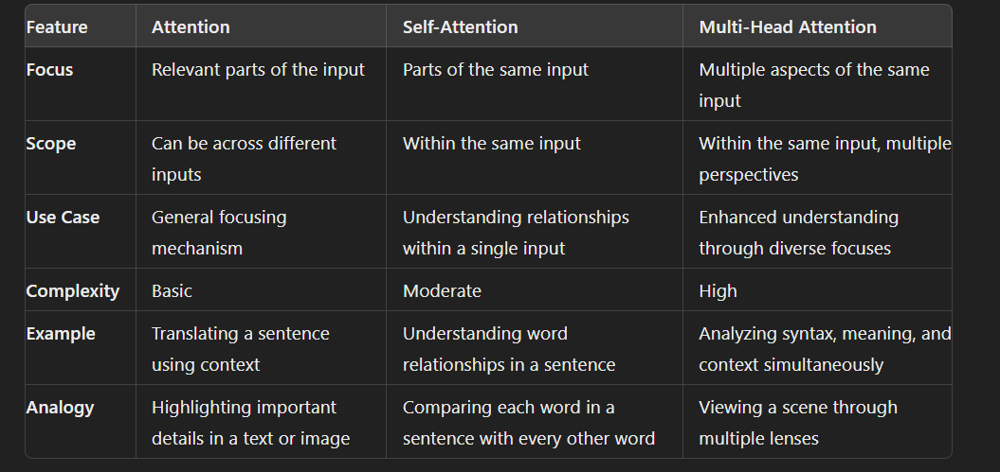 Feature Attention Self-Attention Multi-Head Attention
Focus Relevant parts of the input Parts of the same input Multiple aspects of the same
input
Scope Can be across different Within the same input Within the same input, multiple
inputs perspectives
Use Case General focusing Understanding relationships Enhanced understanding
mechanism within a single input through diverse focuses
Complexity Basic Moderate High
Example Translating a sentence Understanding word Analyzing syntax, meaning, and
using context relationships in a sentence context simultaneously
Analogy Highlighting important Comparing each word in a Viewing a scene through
details in a text or image sentence with every other word multiple lenses